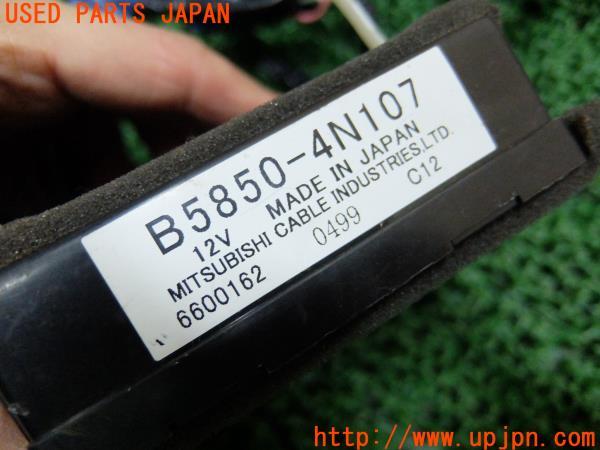 USED PARTS JAPAN
B5850-4N107
12V MADE IN JAPAN
MITSUBISHI CABLE INDUSTRIES,LTD.
6600162 0499 C12
http://www.upjpn.com/